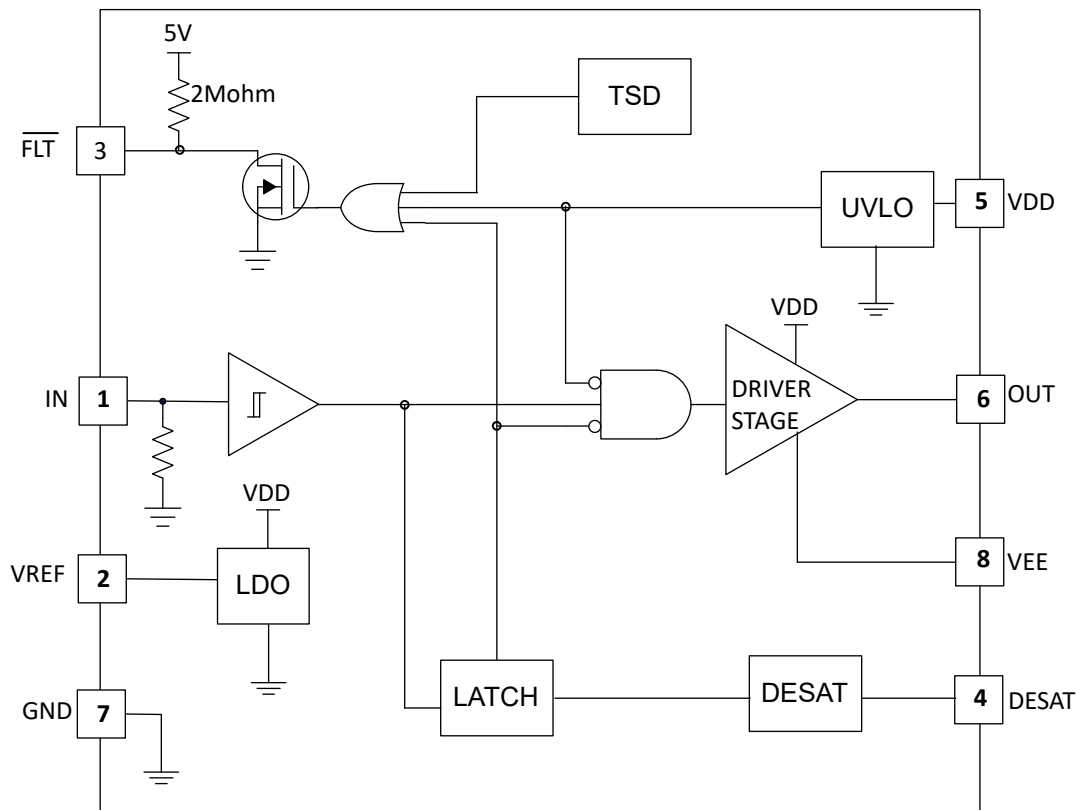 5V
2Mohm
TSD
FLT
3
UVLO
5
VDD
VDD
IN
1
DRIVER
STAGE
6
OUT
VDD
VREF
2
LDO
8
VEE
GND
7
LATCH
DESAT
4
DESAT